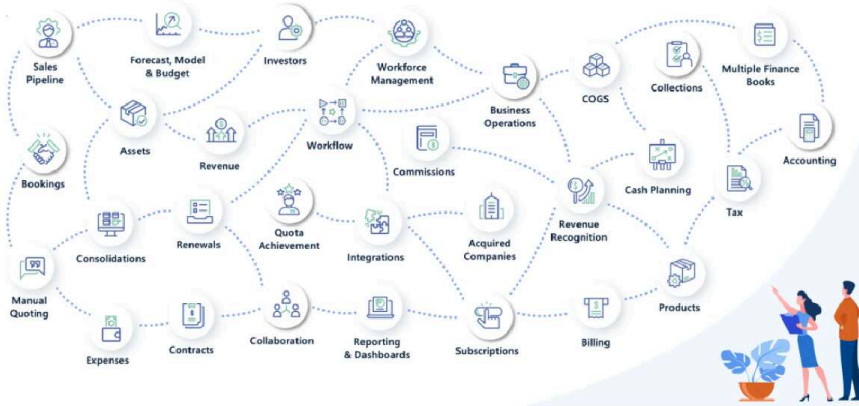 Sales
Pipeline
Forecast, Model
& Budget
Investors
Workforce
Management
Business
Operations
COGS
Collections
Multiple Finance
Books
Assets
Revenue
Workflow
Commissions
Bookings
Cash Planning
Accounting
Tax
Consolidations
Renewals
Quota
Achievement
Integrations
Acquired
Companies
Revenue
Recognition
Manual
Quoting
Expenses
Contracts
Collaboration
Reporting
& Dashboards
Subscriptions
Billing
Products